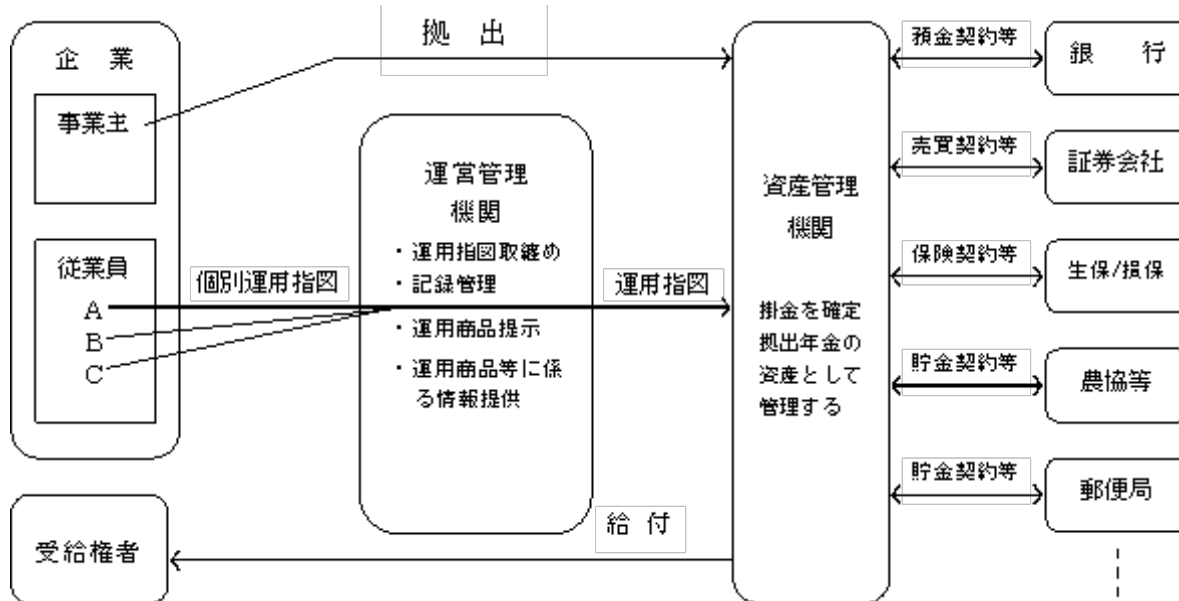 企 業
事業主
従業員
A
B
C
受給権者
拠 出
個別運用指図
運営管理
機関
・運用指図取継め
・記録管理
・運用商品提示
・運用商品等に係
る情報提供
運用指図
給 付
資産管理
機関
掛金を確定
拠出年金の
資産として
管理する
預金契約等
銀 行
売買契約等
証券会社
保険契約等
生保/損保
貯金契約等
農協等
貯金契約等
郵便局